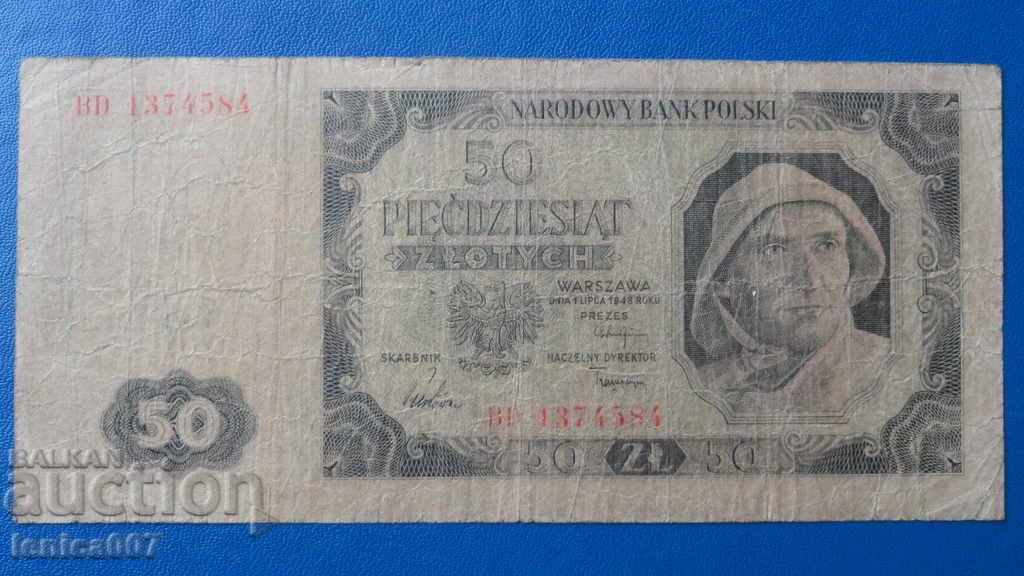 BD 1374584
NARODOWY BANK POLSKI
50
PIĘĆDZIESIĄT
ZŁOTYCH
WARSZAWA
DNIA 1 LIPCA 1948 ROKU
PREZES
SKARBNIK
NACZELNY DYREKTOR
BD 1374584
50
50 ZŁ 50
BALKAN
auction
ienica007